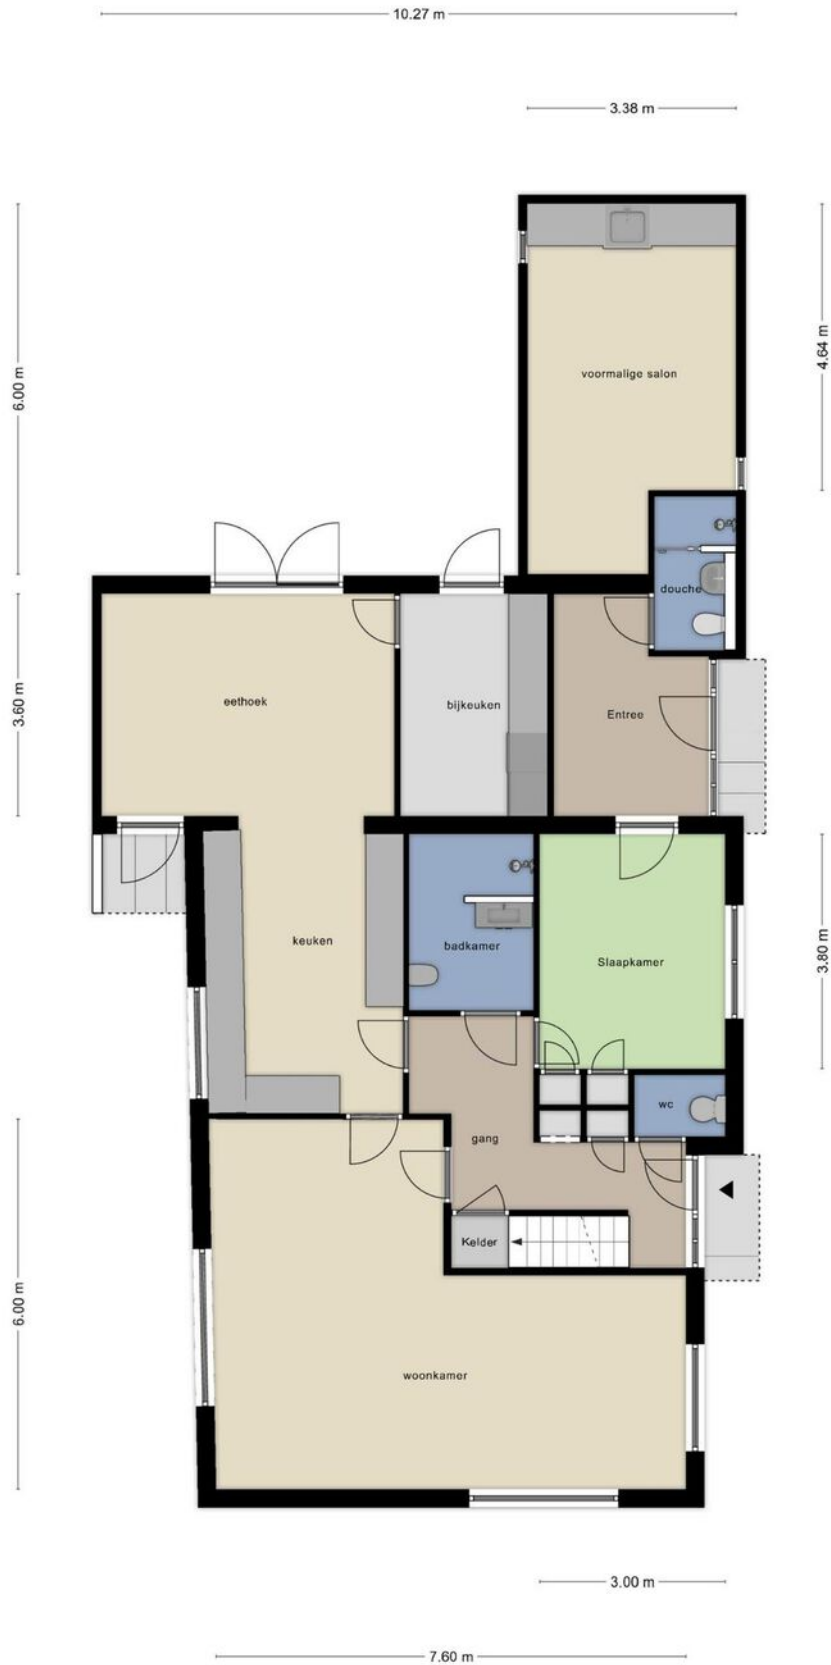 10.27 m
3.38 m
6.00 m
4.64 m
voormalige salon
douche
3.60 m
eethoek
bijkeuken
Entree
keuken
badkamer
Slaapkamer
3.80 m
wc
gang
Kelder
6.00 m
woonkamer
3.00 m
7.60 m